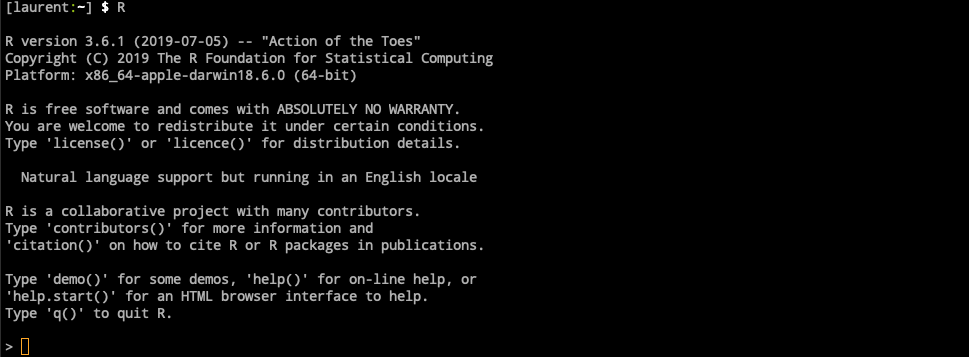 [laurent:~] $ R
R version 3.6.1 (2019-07-05) -- "Action of the Toes"
Copyright (C) 2019 The R Foundation for Statistical Computing
Platform: x86_64-apple-darwin18.6.0 (64-bit)
R is free software and comes with ABSOLUTELY NO WARRANTY.
You are welcome to redistribute it under certain conditions.
Type 'license()' or 'licence()' for distribution details.
Natural language support but running in an English locale
R is a collaborative project with many contributors.
Type 'contributors()' for more information and
'citation()' on how to cite R or R packages in publications.
Type 'demo()' for some demos, 'help()' for on-line help, or
'help.start()' for an HTML browser interface to help.
Type 'q()' to quit R.
>